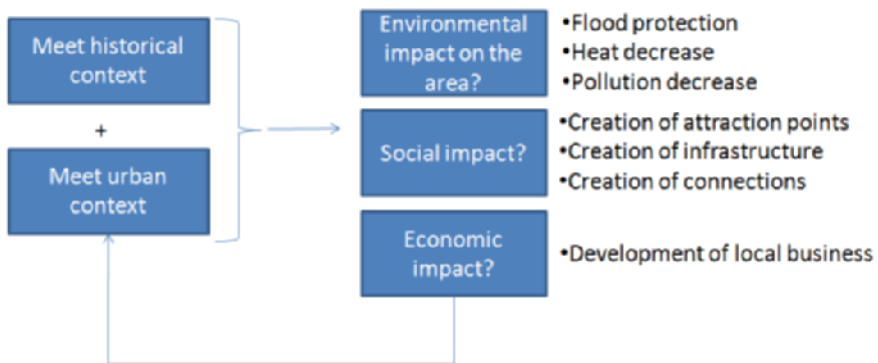 Meet historical
context
+
Meet urban
context
Environmental
impact on the
area?
•Flood protection
•Heat decrease
•Pollution decrease
Social impact?
•Creation of attraction points
•Creation of infrastructure
•Creation of connections
Economic
impact?
•Development of local business